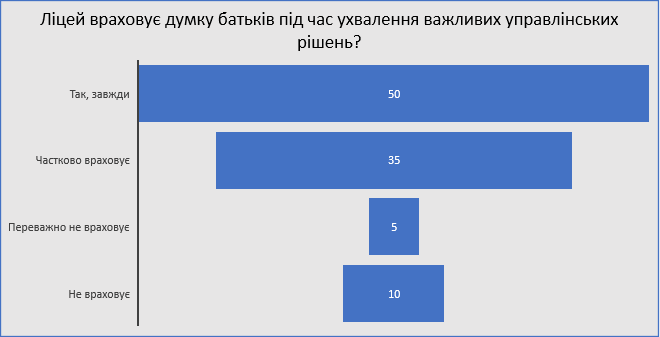 Ліцей враховує думку батьків під час ухвалення важливих управлінських
рішень?
Так, завжди
50
Частково враховує
35
Переважно не враховує
5
Не враховує
10